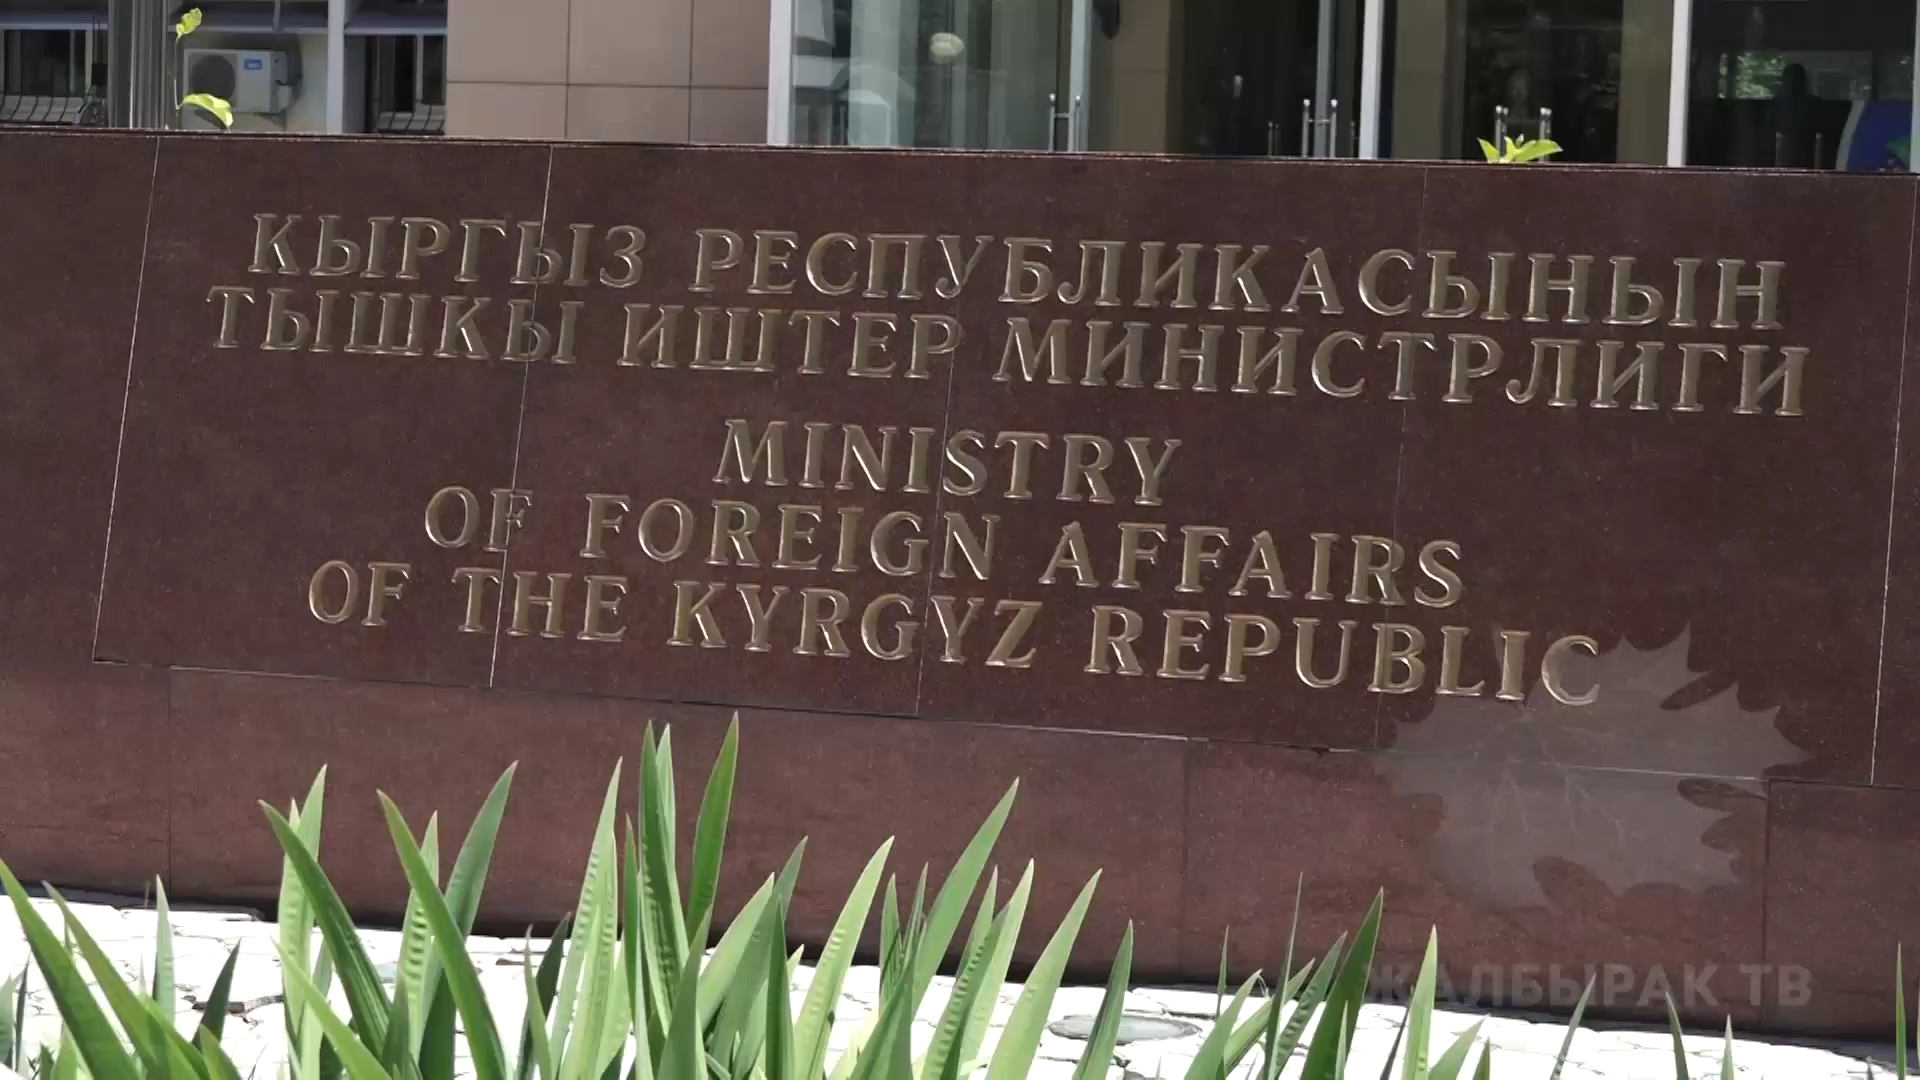 КЫРГЫЗ РЕСПУБЛИКАСЫНЫН
ТЫШКЫ ИШТЕР МИНИСТРЛИГИ
MINISTRY
OF FOREIGN AFFAIRS
OF THE KYRGYZ REPUBLIC
ЖАЛБЫРАК ТВ